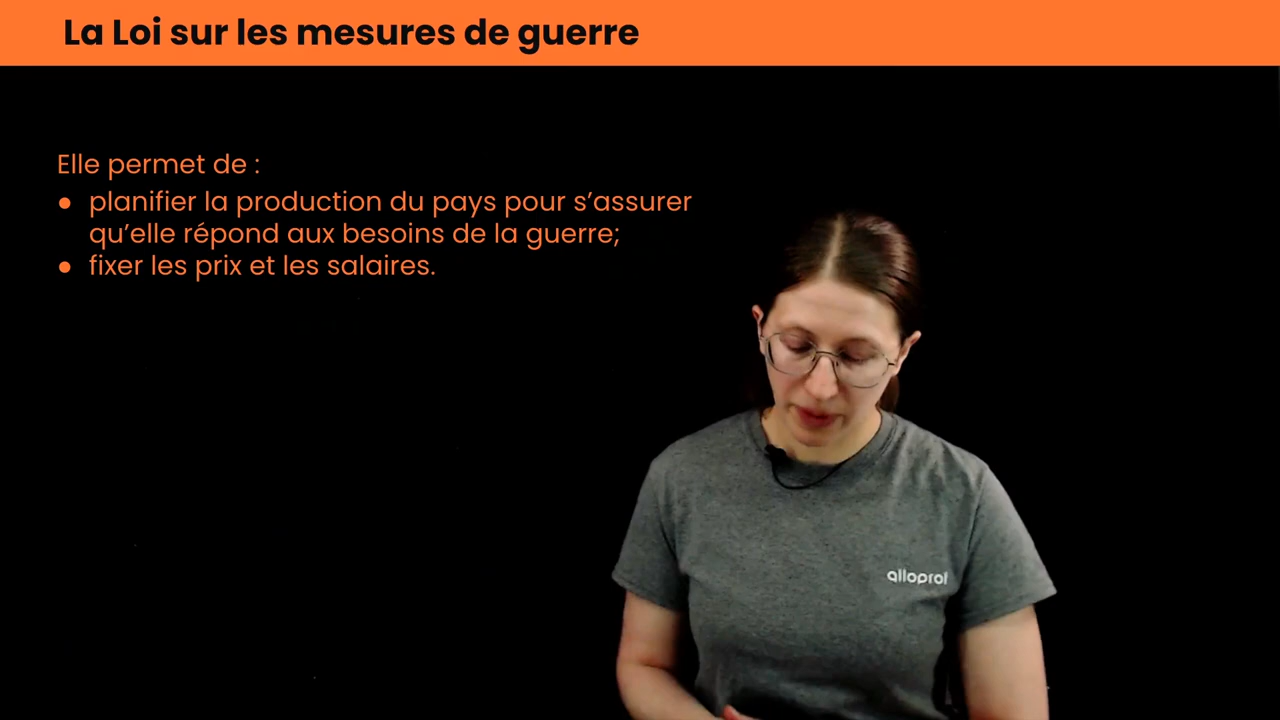 La Loi sur les mesures de guerre
Elle permet de :
● planifier la production du pays pour s’assurer
qu’elle répond aux besoins de la guerre;
● fixer les prix et les salaires.
alloprof